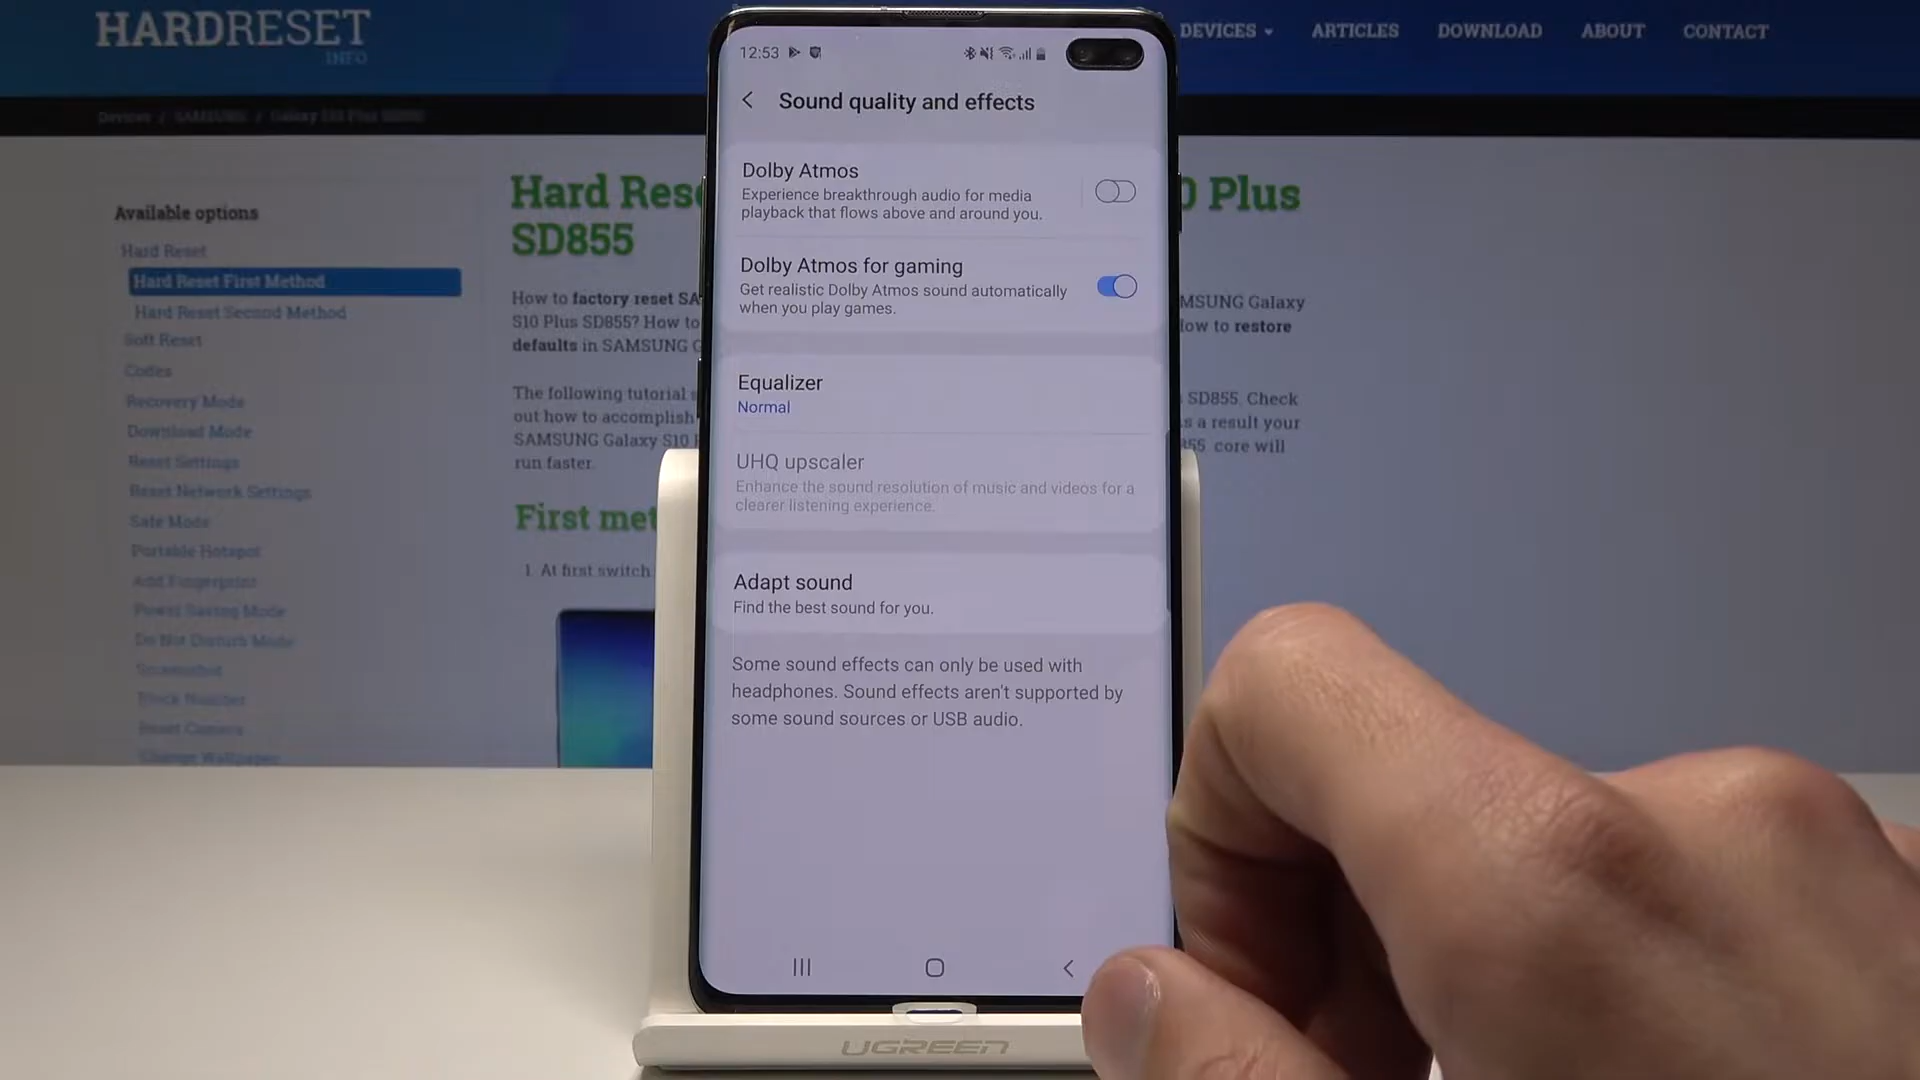 HARDRESET
INFO
DEVICES
ARTICLES
DOWNLOAD
ABOUT
CONTACT
Devices / SAMSUNG / Galaxy S10 Plus SD855
Available options
Hard Reset
Hard Reset First Method
Hard Reset Second Method
Soft Reset
Codes
Recovery Mode
Download Mode
Reset Settings
Reset Network Settings
Safe Mode
Portable Hotspot
Add Fingerprint
Power Saving Mode
Do Not Disturb Mode
Screenshot
Block Number
Reset Camera
Change Wallpaper
Hard Rese
0 Plus
SD855
How to factory reset SA
MSUNG Galaxy
S10 Plus SD855? How to
ow to restore
defaults in SAMSUNG G
The following tutorial s
SD855. Check
out how to accomplish
s a result your
SAMSUNG Galaxy S10 P
855 core will
run faster.
First met
1. At first switch
12:53
Sound quality and effects
Dolby Atmos
Experience breakthrough audio for media
playback that flows above and around you.
Dolby Atmos for gaming
Get realistic Dolby Atmos sound automatically
when you play games.
Equalizer
Normal
UHQ upscaler
Enhance the sound resolution of music and videos for a
clearer listening experience.
Adapt sound
Find the best sound for you.
Some sound effects can only be used with
headphones. Sound effects aren't supported by
some sound sources or USB audio.
UGREEN